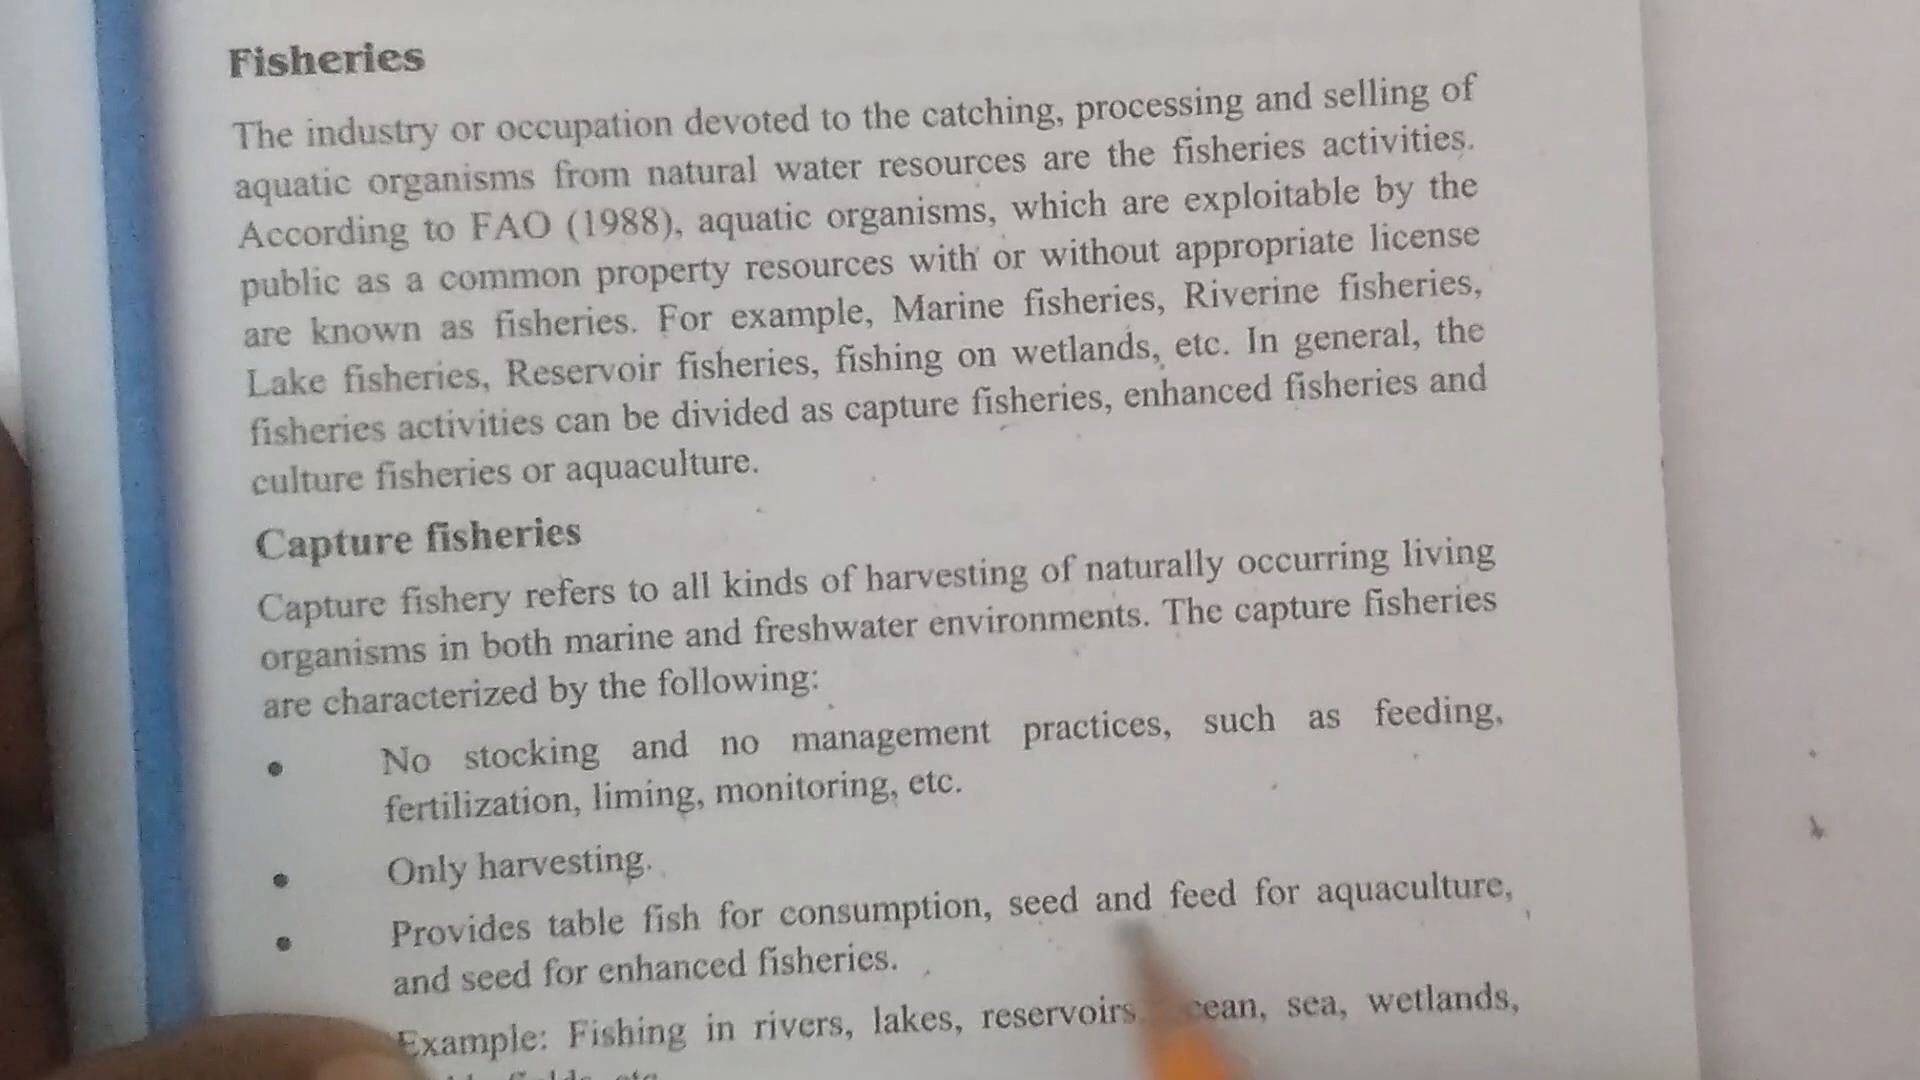 Fisheries
The industry or occupation devoted to the catching, processing and selling of
aquatic organisms from natural water resources are the fisheries activities.
According to FAO (1988), aquatic organisms, which are exploitable by the
public as a common property resources with or without appropriate license
are known as fisheries. For example, Marine fisheries, Riverine fisheries,
Lake fisheries, Reservoir fisheries, fishing on wetlands, etc. In general, the
fisheries activities can be divided as capture fisheries, enhanced fisheries and
culture fisheries or aquaculture.
Capture fisheries
Capture fishery refers to all kinds of harvesting of naturally occurring living
organisms in both marine and freshwater environments. The capture fisheries
are characterized by the following:
• No stocking and no management practices, such as feeding,
fertilization, liming, monitoring, etc.
• Only harvesting.
• Provides table fish for consumption, seed and feed for aquaculture,
and seed for enhanced fisheries.
Example: Fishing in rivers, lakes, reservoirs sea, wetlands,
etc.